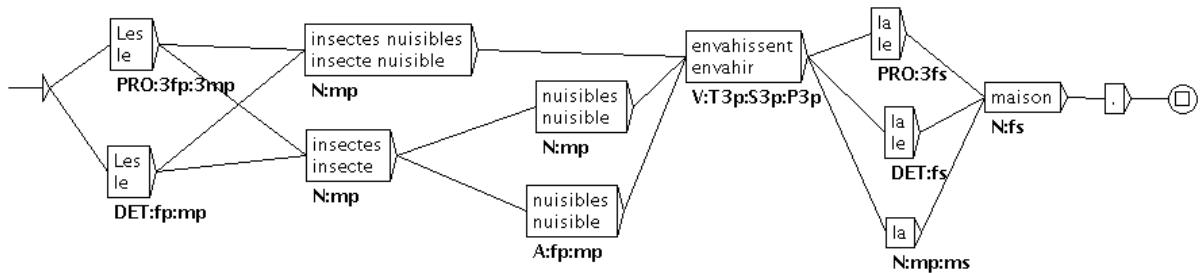 Les
le
PRO:3fp:3mp
Les
le
DET:fp:mp
insectes nuisibles
insecte nuisible
N:mp
insectes
insecte
N:mp
nuisibles
nuisible
N:mp
nuisibles
nuisible
A:fp:mp
envahissent
envahir
V:T3p:S3p:P3p
la
le
PRO:3fs
la
le
DET:fs
la
N:mp:ms
maison
N:fs
.